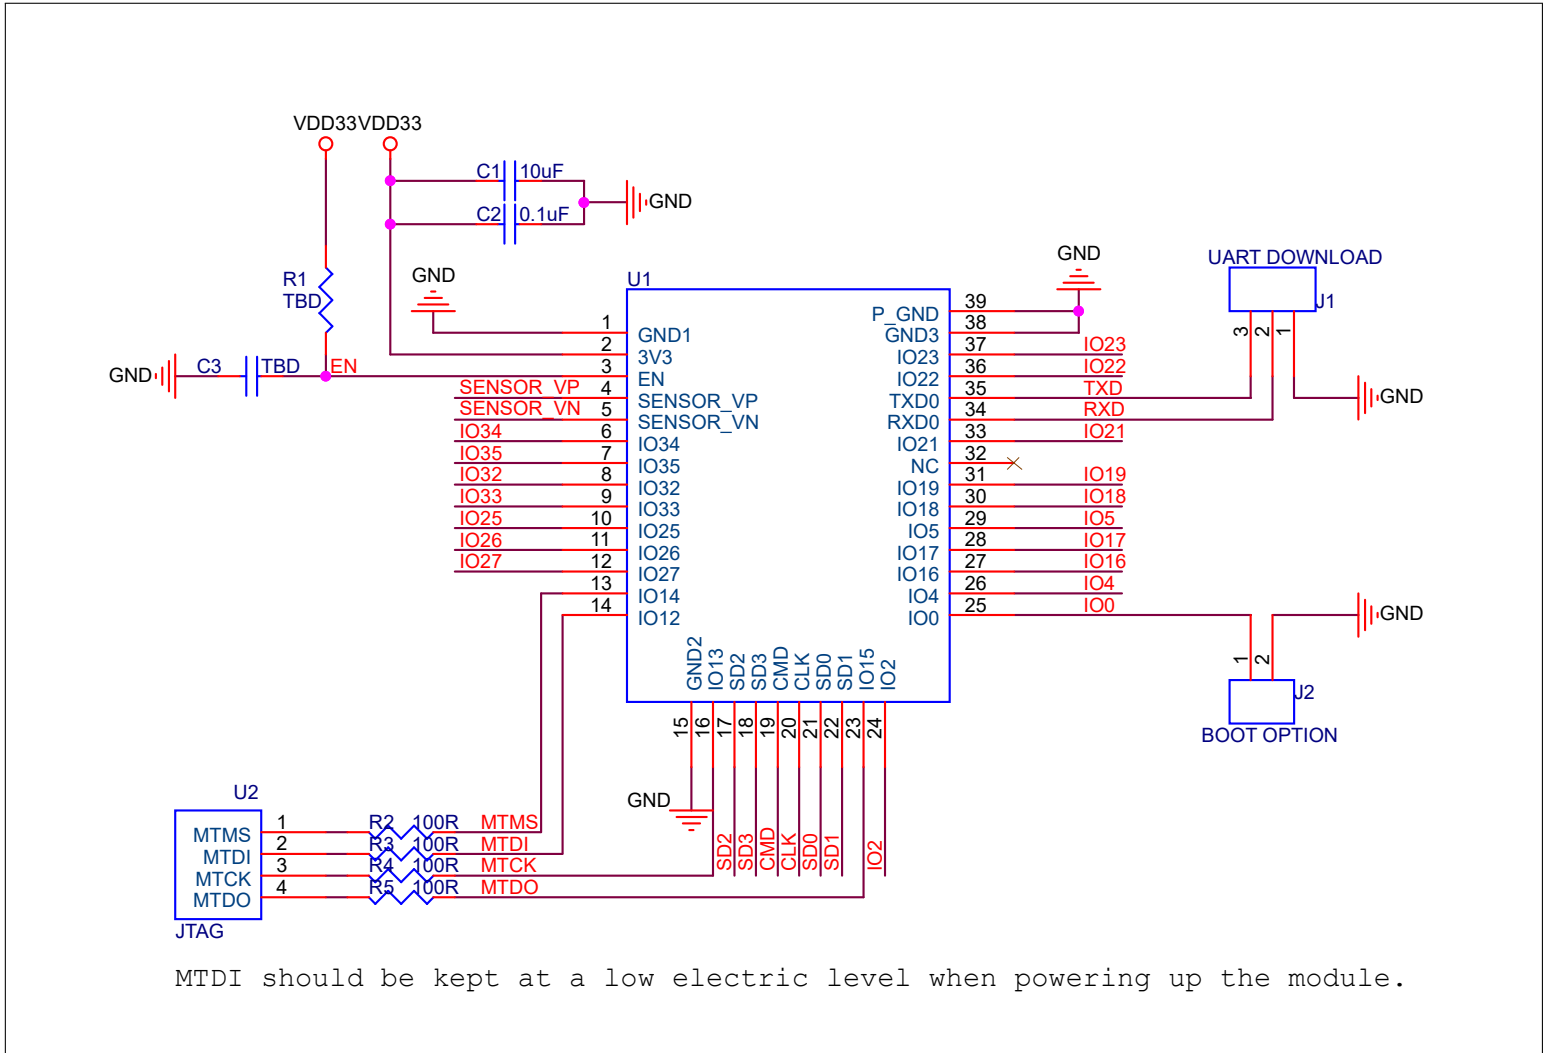 VDD33 VDD33
C1 10uF
GND
C2 0.1uF
R1
TBD
GND
GND C3 TBD EN
U1
1 GND1
2 3V3
3 EN
SENSOR_VP 4 SENSOR_VP
SENSOR_VN 5 SENSOR_VN
IO34 6 IO34
IO35 7 IO35
IO32 8 IO32
IO33 9 IO33
IO25 10 IO25
IO26 11 IO26
IO27 12 IO27
13 IO14
14 IO12
GND
P_GND 39
GND3 38
IO23 37 IO23
IO22 36 IO22
TXD0 35 TXD
RXD0 34 RXD
IO21 33 IO21
NC 32
IO19 31 IO19
IO18 30 IO18
IO5 29 IO5
IO17 28 IO17
IO16 27 IO16
IO4 26 IO4
IO0 25 IO0
UART DOWNLOAD
J1
3 2 1
GND
GND
1 2
J2
BOOT OPTION
GND2 IO13 SD2 SD3 CMD CLK SD0 SD1 IO15 IO2
15 16 17 18 19 20 21 22 23 24
GND
SD2 SD3 CMD CLK SD0 SD1 IO2
U2
MTMS 1 R2 100R MTMS
MTDI 2 R3 100R MTDI
MTCK 3 R4 100R MTCK
MTDO 4 R5 100R MTDO
JTAG
MTDI should be kept at a low electric level when powering up the module.